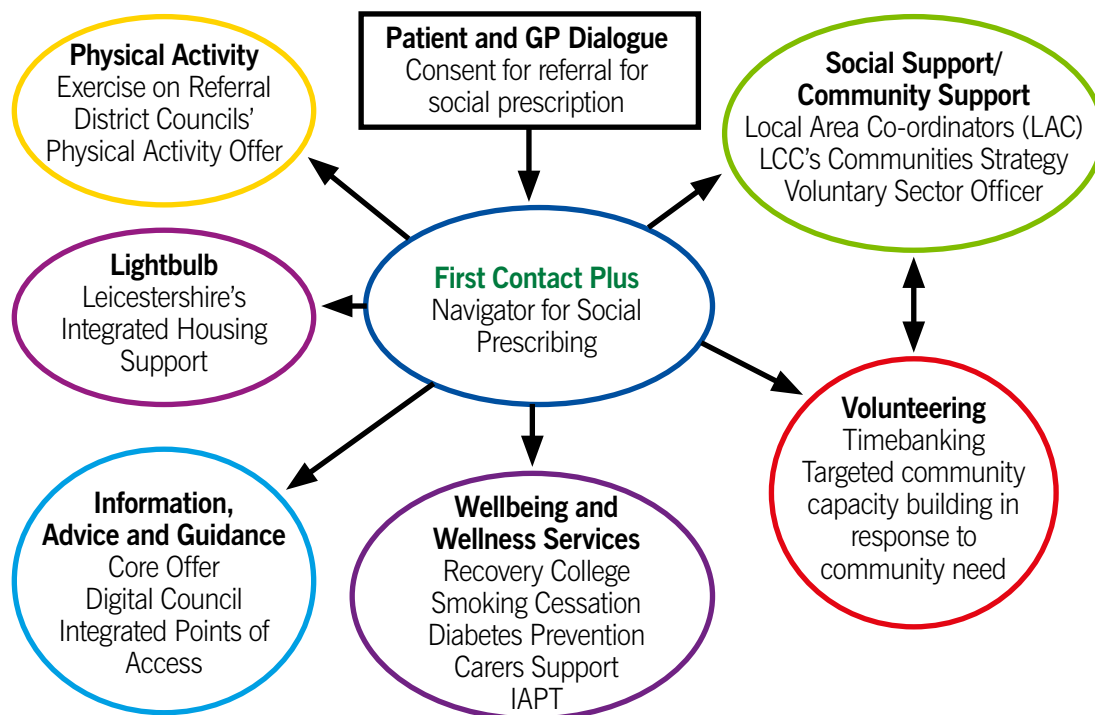 Physical Activity
Exercise on Referral
District Councils’
Physical Activity Offer
Patient and GP Dialogue
Consent for referral for
social prescription
Social Support/
Community Support
Local Area Co-ordinators (LAC)
LCC’s Communities Strategy
Voluntary Sector Officer
Lightbulb
Leicestershire’s
Integrated Housing
Support
First Contact Plus
Navigator for Social
Prescribing
Volunteering
Timebanking
Targeted community
capacity building in
response to
community need
Information,
Advice and Guidance
Core Offer
Digital Council
Integrated Points of
Access
Wellbeing and
Wellness Services
Recovery College
Smoking Cessation
Diabetes Prevention
Carers Support
IAPT